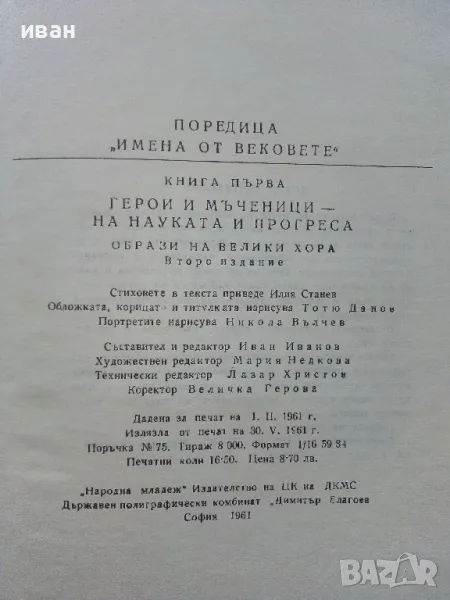 иван
ПОРЕДИЦА
„ИМЕНА ОТ ВЕКОВЕТЕ“
КНИГА ПЪРВА
ГЕРОИ И МЪЧЕНИЦИ —
НА НАУКАТА И ПРОГРЕСА
ОБРАЗИ НА ВЕЛИКИ ХОРА
Второ издание
Стиховете в текста приведе Илия Станев
Обложката, корицата и титулката нарисува Тотю Данов
Портретите нарисува Никола Вълчев
Съставител и редактор Иван Иванов
Художествен редактор Мария Недкова
Технически редактор Лазар Христов
Коректор Величка Герова
Дадена за печат на 1. II. 1961 г.
Излязла от печат на 30. V. 1961 г.
Поръчка № 75. Тираж 8 000. Формат 1/16 59 84
Печатни коли 16·50. Цена 8·70 лв.
„Народна младеж“ Издателство на ЦК на ДКМС
Държавен полиграфически комбинат „Димитър Благоев
София 1961
BAZAR.bg